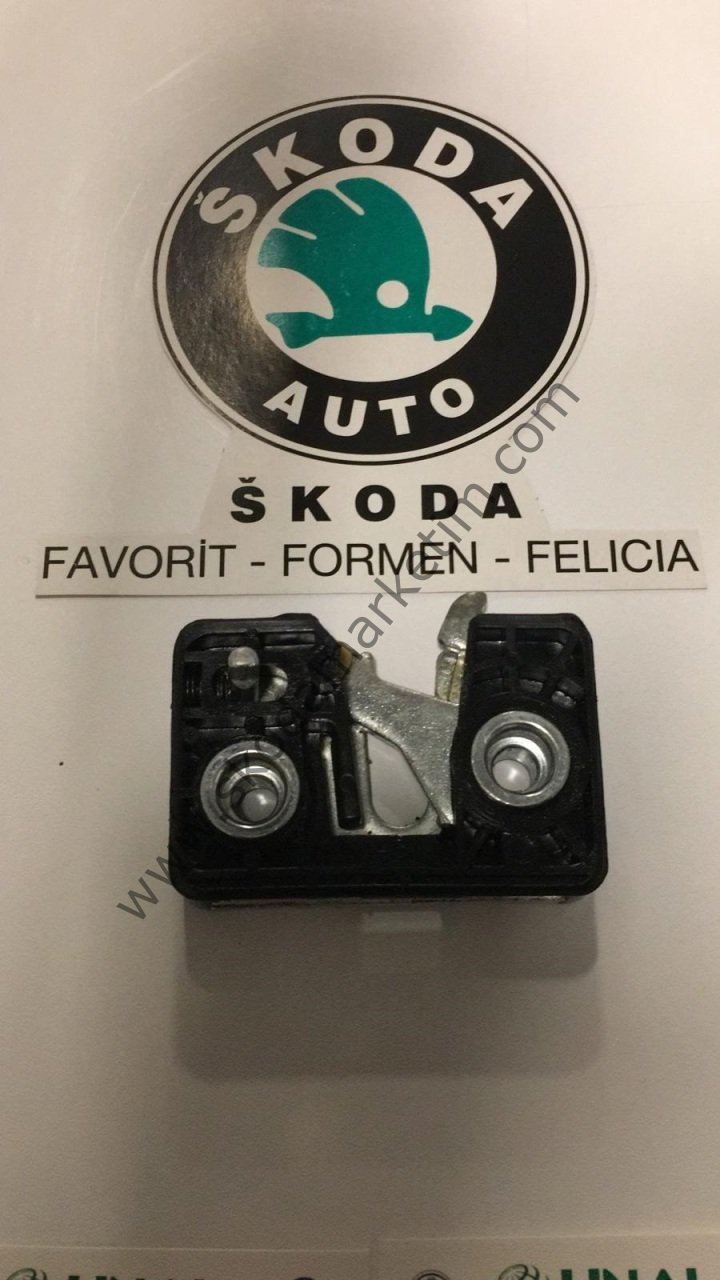 ŠKODA
AUTO
ŠKODA
FAVORİT - FORMEN - FELICIA